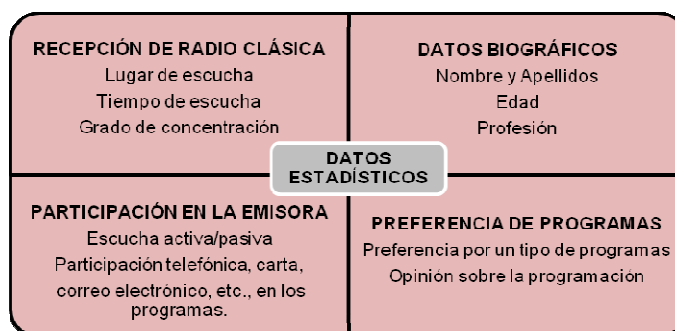 RECEPCIÓN DE RADIO CLÁSICA
Lugar de escucha
Tiempo de escucha
Grado de concentración
DATOS BIOGRÁFICOS
Nombre y Apellidos
Edad
Profesión
DATOS
ESTADÍSTICOS
PARTICIPACIÓN EN LA EMISORA
Escucha activa/pasiva
Participación telefónica, carta,
correo electrónico, etc., en los
programas.
PREFERENCIA DE PROGRAMAS
Preferencia por un tipo de programas
Opinión sobre la programación